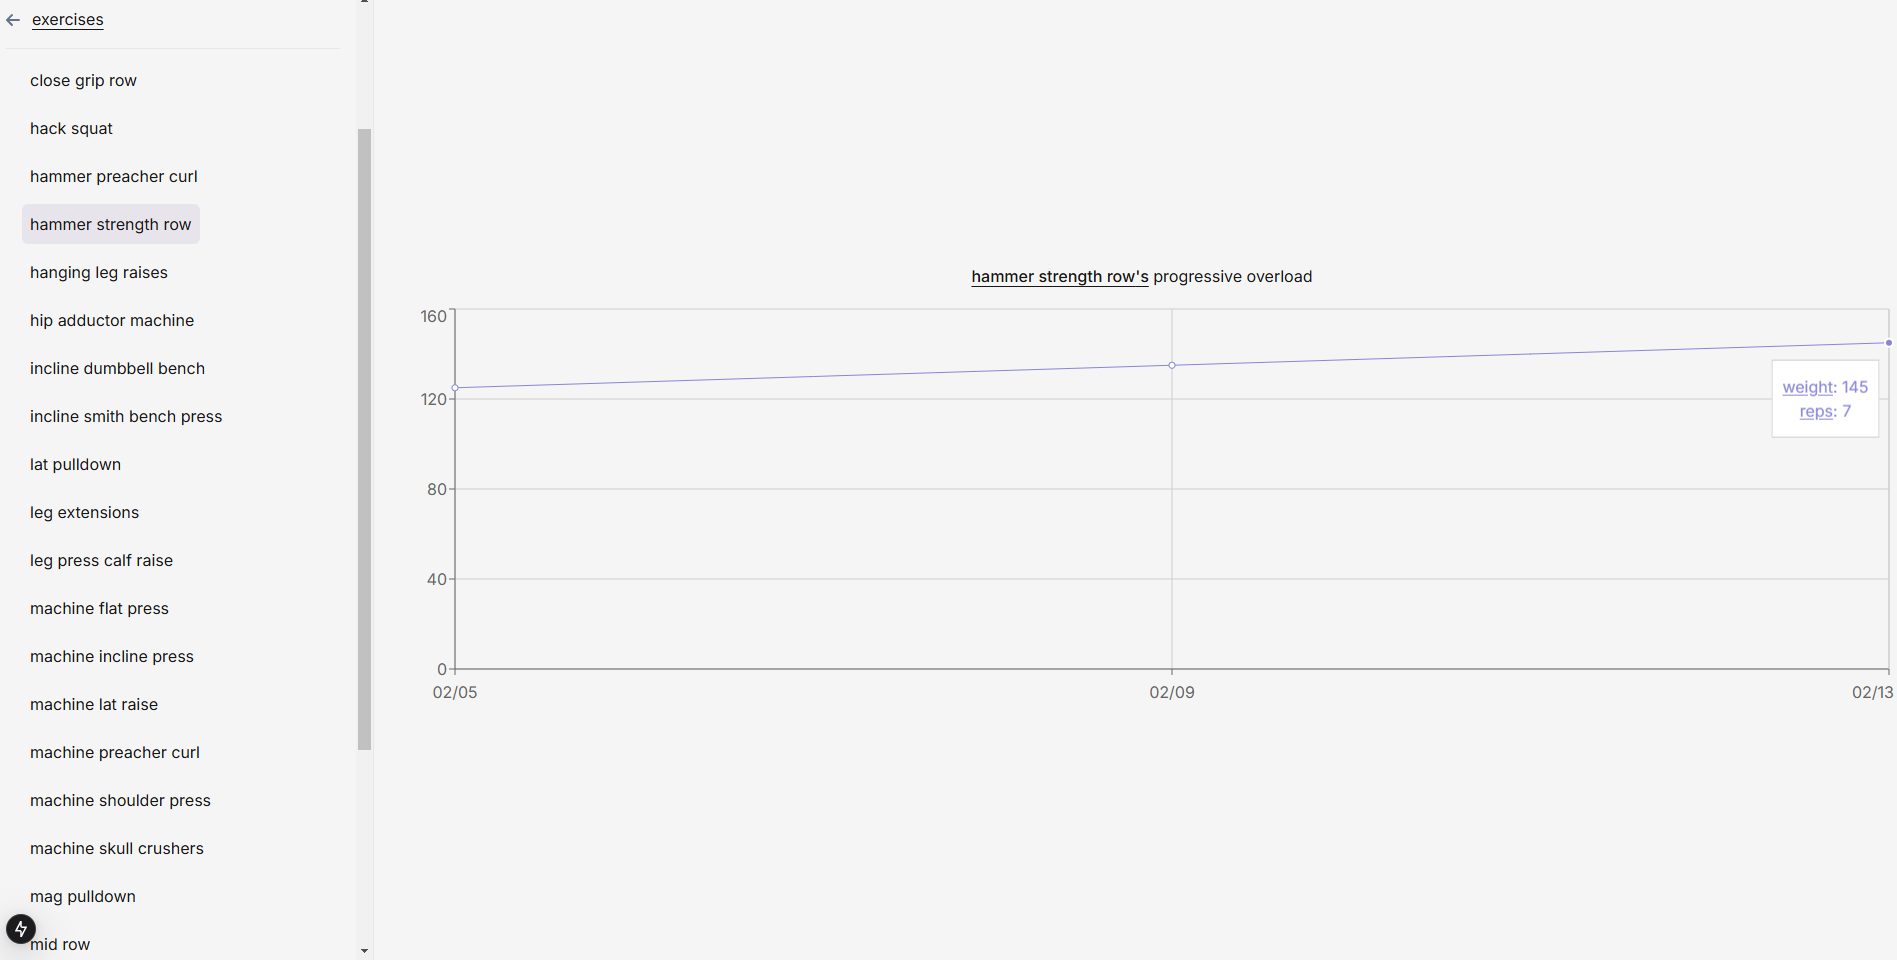 exercises
close grip row
hack squat
hammer preacher curl
hammer strength row
hanging leg raises
hip adductor machine
incline dumbbell bench
incline smith bench press
lat pulldown
leg extensions
leg press calf raise
machine flat press
machine incline press
machine lat raise
machine preacher curl
machine shoulder press
machine skull crushers
mag pulldown
mid row
hammer strength row's progressive overload
160
120
80
40
0
02/05
02/09
02/13
weight: 145
reps: 7